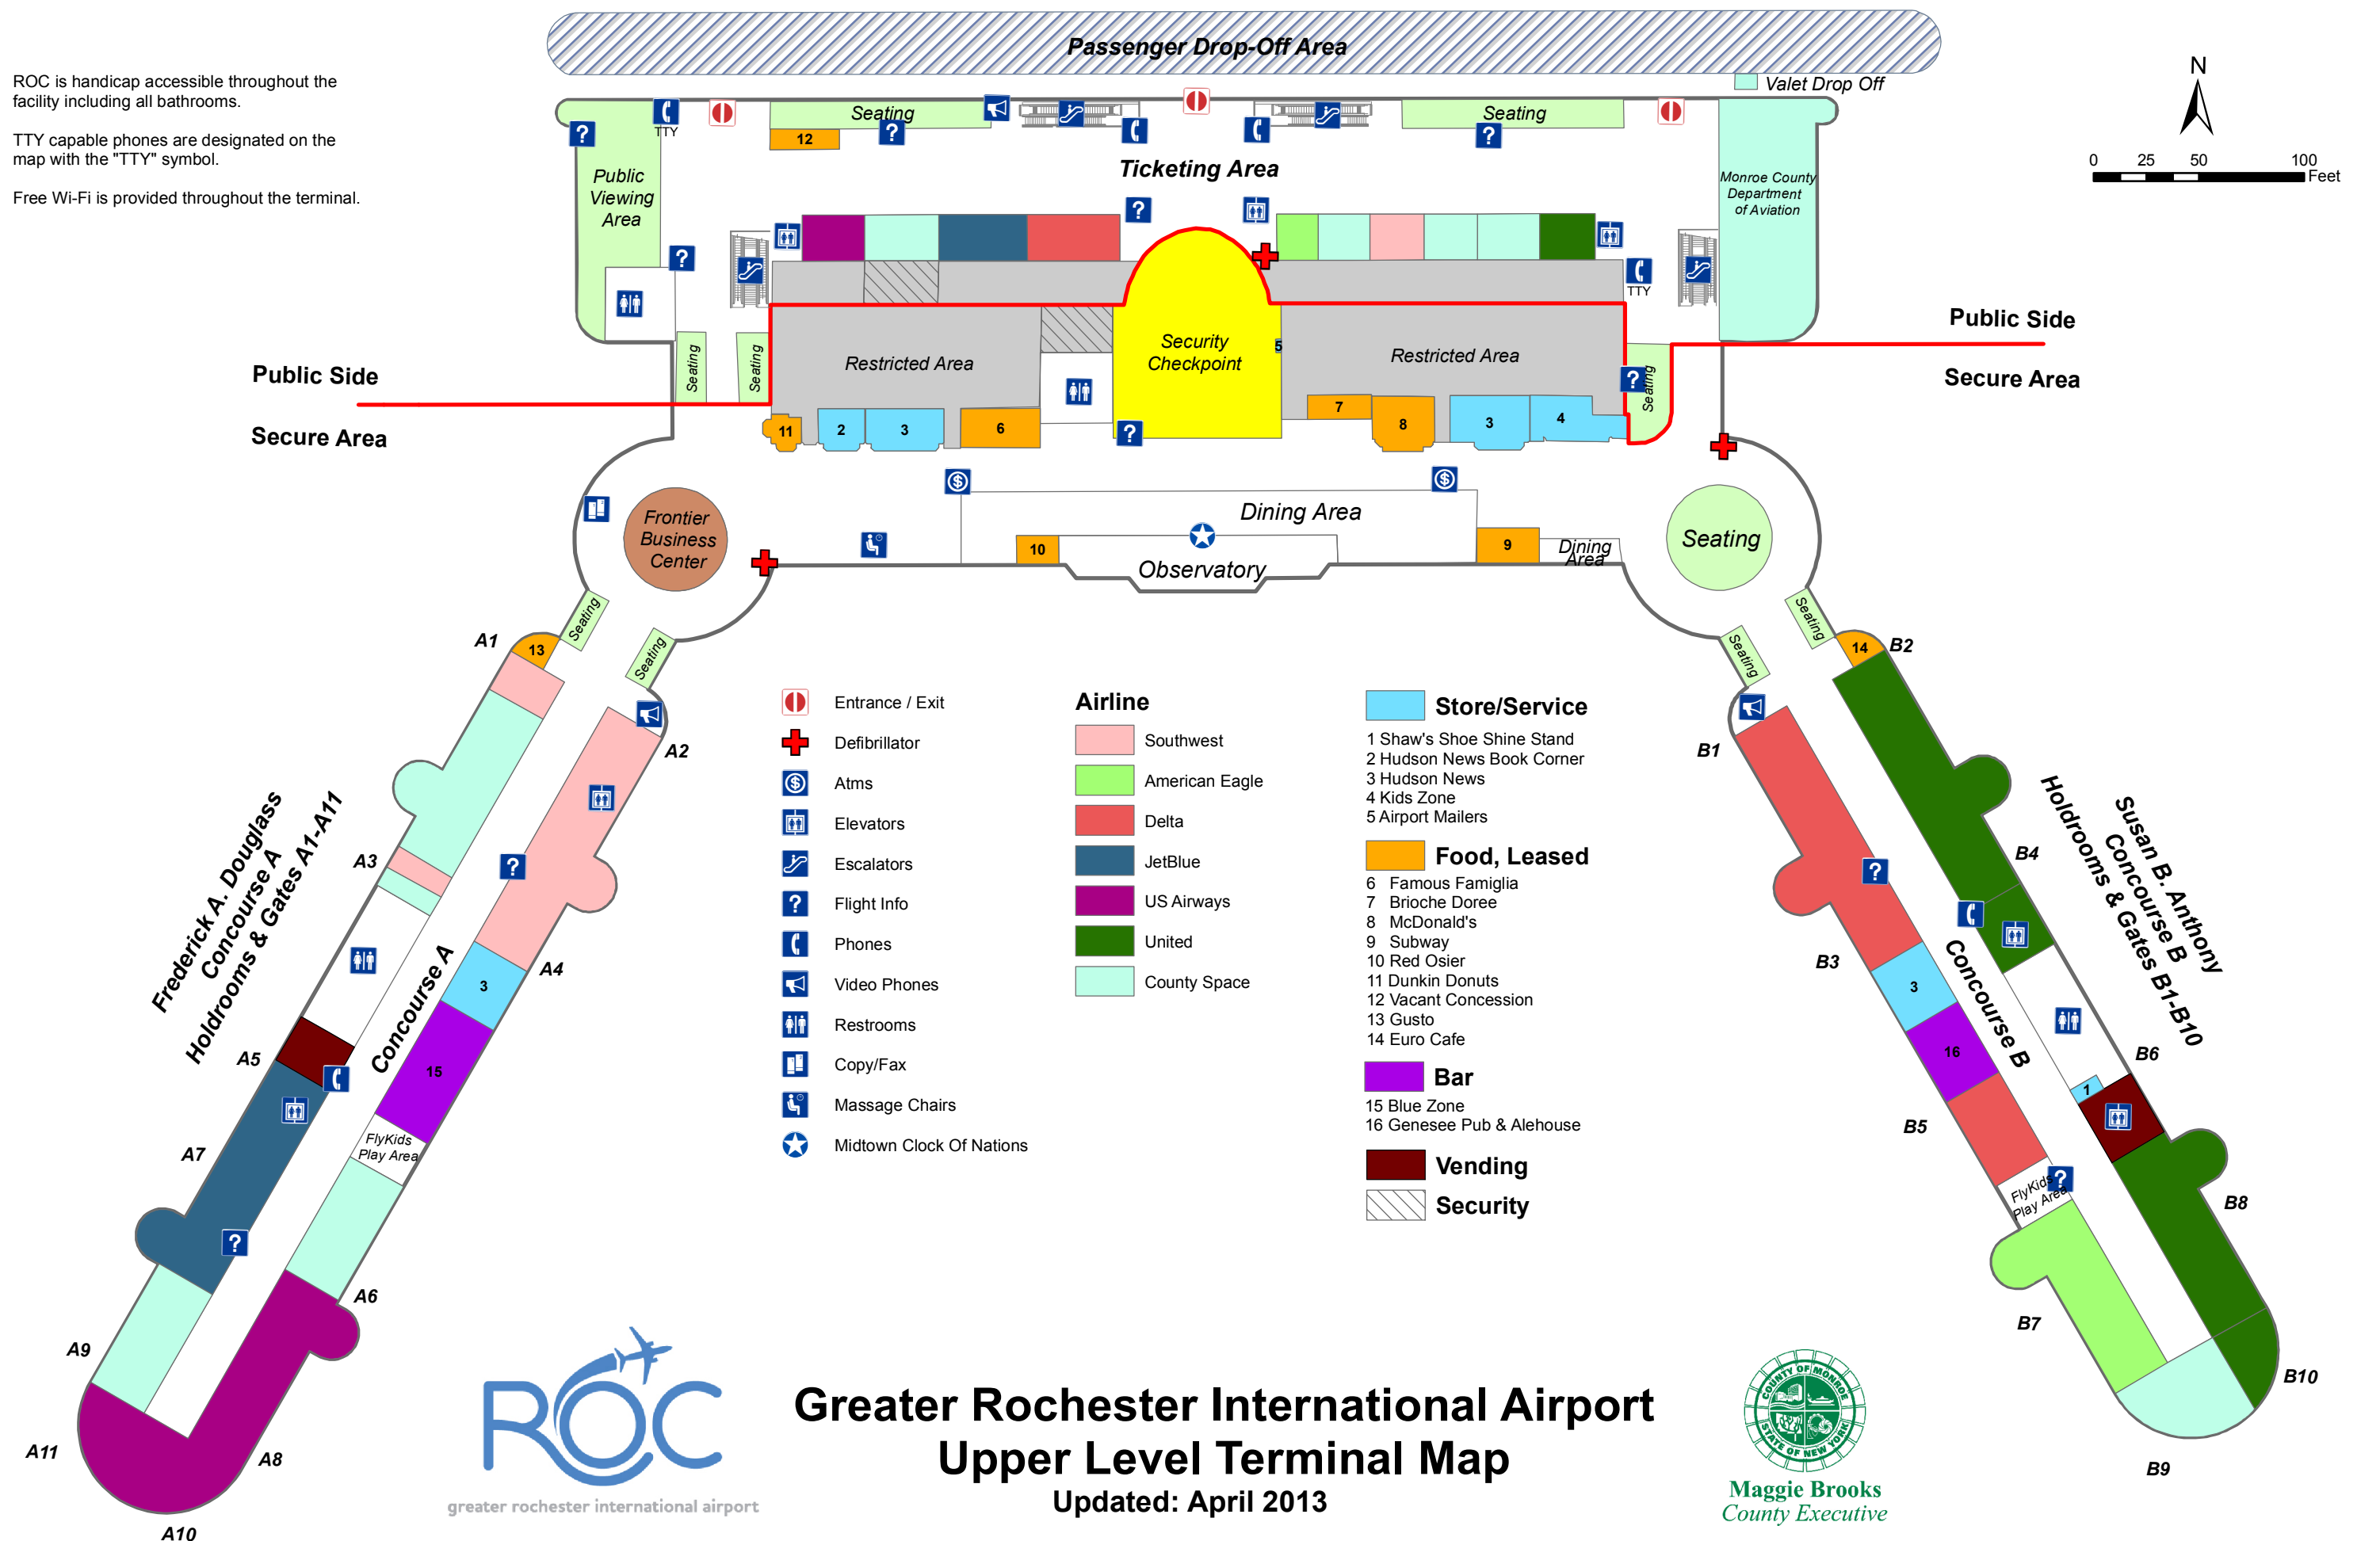 Passenger Drop-Off Area
ROC is handicap accessible throughout the
facility including all bathrooms.
TTY capable phones are designated on the
map with the "TTY" symbol.
Free Wi-Fi is provided throughout the terminal.
Valet Drop Off
N
0 25 50 100
Feet
Seating
Seating
TTY
12
Ticketing Area
Public
Viewing
Area
Monroe County
Department
of Aviation
TTY
Public Side
Secure Area
Public Side
Secure Area
Seating
Seating
Restricted Area
Security
Checkpoint
5
Restricted Area
Seating
11
2
3
6
7
8
3
4
Frontier
Business
Center
Dining Area
10
Observatory
9
Dining
Area
Seating
Seating
Seating
Seating
Seating
A1
13
A2
A3
A4
3
A5
15
FlyKids
Play Area
A7
A6
A9
A8
A11
A10
Frederick A. Douglass
Concourse A
Holdrooms & Gates A1-A11
Concourse A
Entrance / Exit
Defibrillator
Atms
Elevators
Escalators
Flight Info
Phones
Video Phones
Restrooms
Copy/Fax
Massage Chairs
Midtown Clock Of Nations
Airline
Southwest
American Eagle
Delta
JetBlue
US Airways
United
County Space
Store/Service
1 Shaw's Shoe Shine Stand
2 Hudson News Book Corner
3 Hudson News
4 Kids Zone
5 Airport Mailers
Food, Leased
6 Famous Famiglia
7 Brioche Doree
8 McDonald's
9 Subway
10 Red Osier
11 Dunkin Donuts
12 Vacant Concession
13 Gusto
14 Euro Cafe
Bar
15 Blue Zone
16 Genesee Pub & Alehouse
Vending
Security
14
B2
B1
B4
B3
3
16
B5
B6
1
FlyKids
Play Area
B8
B7
B10
B9
Concourse B
Susan B. Anthony
Concourse B
Holdrooms & Gates B1-B10
ROC
greater rochester international airport
Greater Rochester International Airport
Upper Level Terminal Map
Updated: April 2013
COUNTY OF MONROE
STATE OF NEW YORK
Maggie Brooks
County Executive